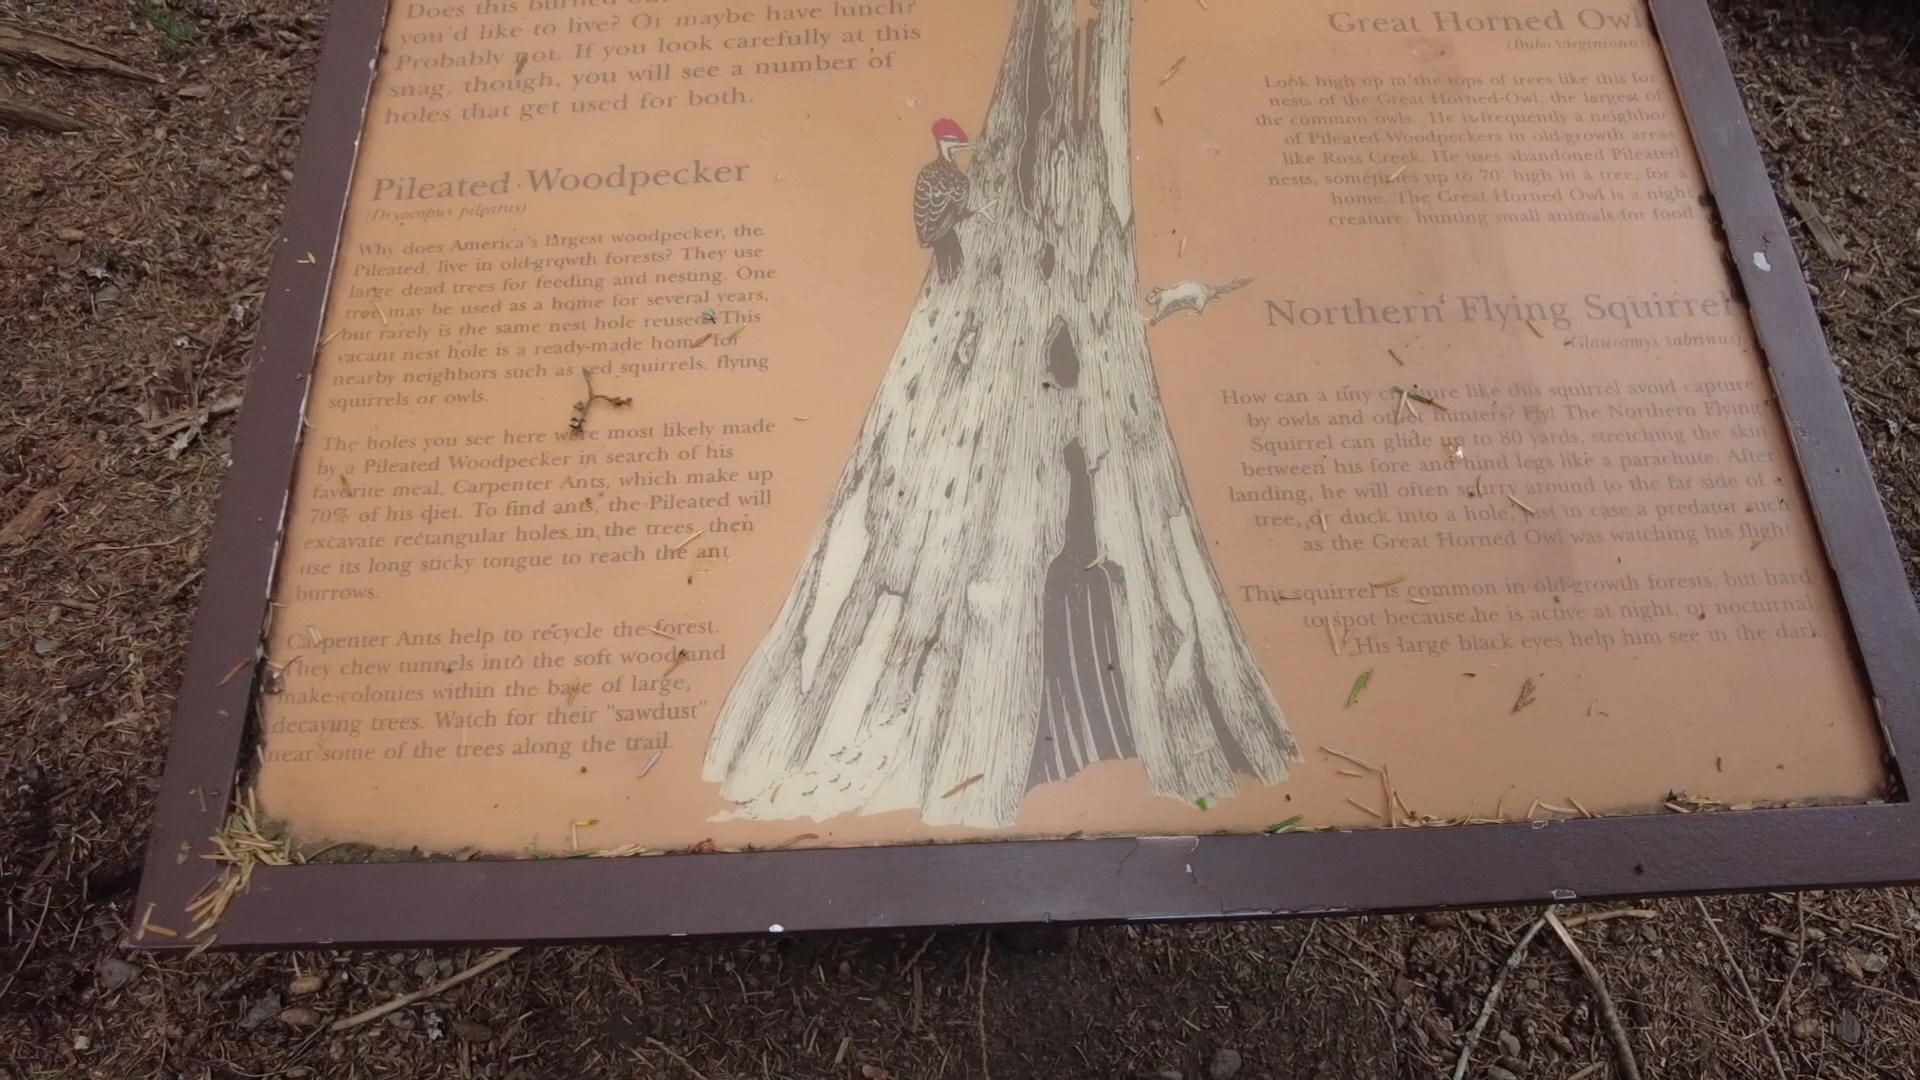 Does this burned out
you'd like to live? Or maybe have lunch?
Probably not. If you look carefully at this
snag, though, you will see a number of
holes that get used for both.
Pileated Woodpecker
(Dryocopus pileatus)
Why does America's largest woodpecker, the
Pileated, live in old-growth forests? They use
large dead trees for feeding and nesting. One
tree may be used as a home for several years,
but rarely is the same nest hole reused. This
vacant nest hole is a ready-made home for
nearby neighbors such as red squirrels, flying
squirrels or owls.
The holes you see here were most likely made
by a Pileated Woodpecker in search of his
favorite meal, Carpenter Ants, which make up
70% of his diet. To find ants, the Pileated will
excavate rectangular holes in the trees, then
use its long sticky tongue to reach the ant
burrows.
Carpenter Ants help to recycle the forest.
They chew tunnels into the soft wood and
make colonies within the base of large,
decaying trees. Watch for their "sawdust"
near some of the trees along the trail.
Great Horned Owl
(Bubo virginianus)
Look high up in the tops of trees like this for
nests of the Great Horned Owl, the largest of
the common owls. He is frequently a neighbor
of Pileated Woodpeckers in old-growth areas
like Ross Creek. He uses abandoned Pileated
nests, sometimes up to 70' high in a tree, for a
home. The Great Horned Owl is a night
creature, hunting small animals for food
Northern Flying Squirrel
(Glaucomys sabrinus)
How can a tiny creature like this squirrel avoid capture
by owls and other hunters? Fly! The Northern Flying
Squirrel can glide up to 80 yards, stretching the skin
between his fore and hind legs like a parachute. After
landing, he will often scurry around to the far side of a
tree, or duck into a hole, just in case a predator such
as the Great Horned Owl was watching his flight
This squirrel is common in old-growth forests, but hard
to spot because he is active at night, or nocturnal.
His large black eyes help him see in the dark.